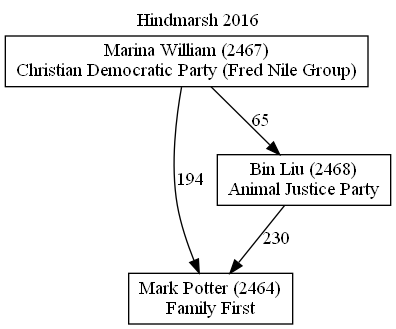 Hindmarsh 2016
Marina William (2467)
Christian Democratic Party (Fred Nile Group)
65
Bin Liu (2468)
Animal Justice Party
194
230
Mark Potter (2464)
Family First